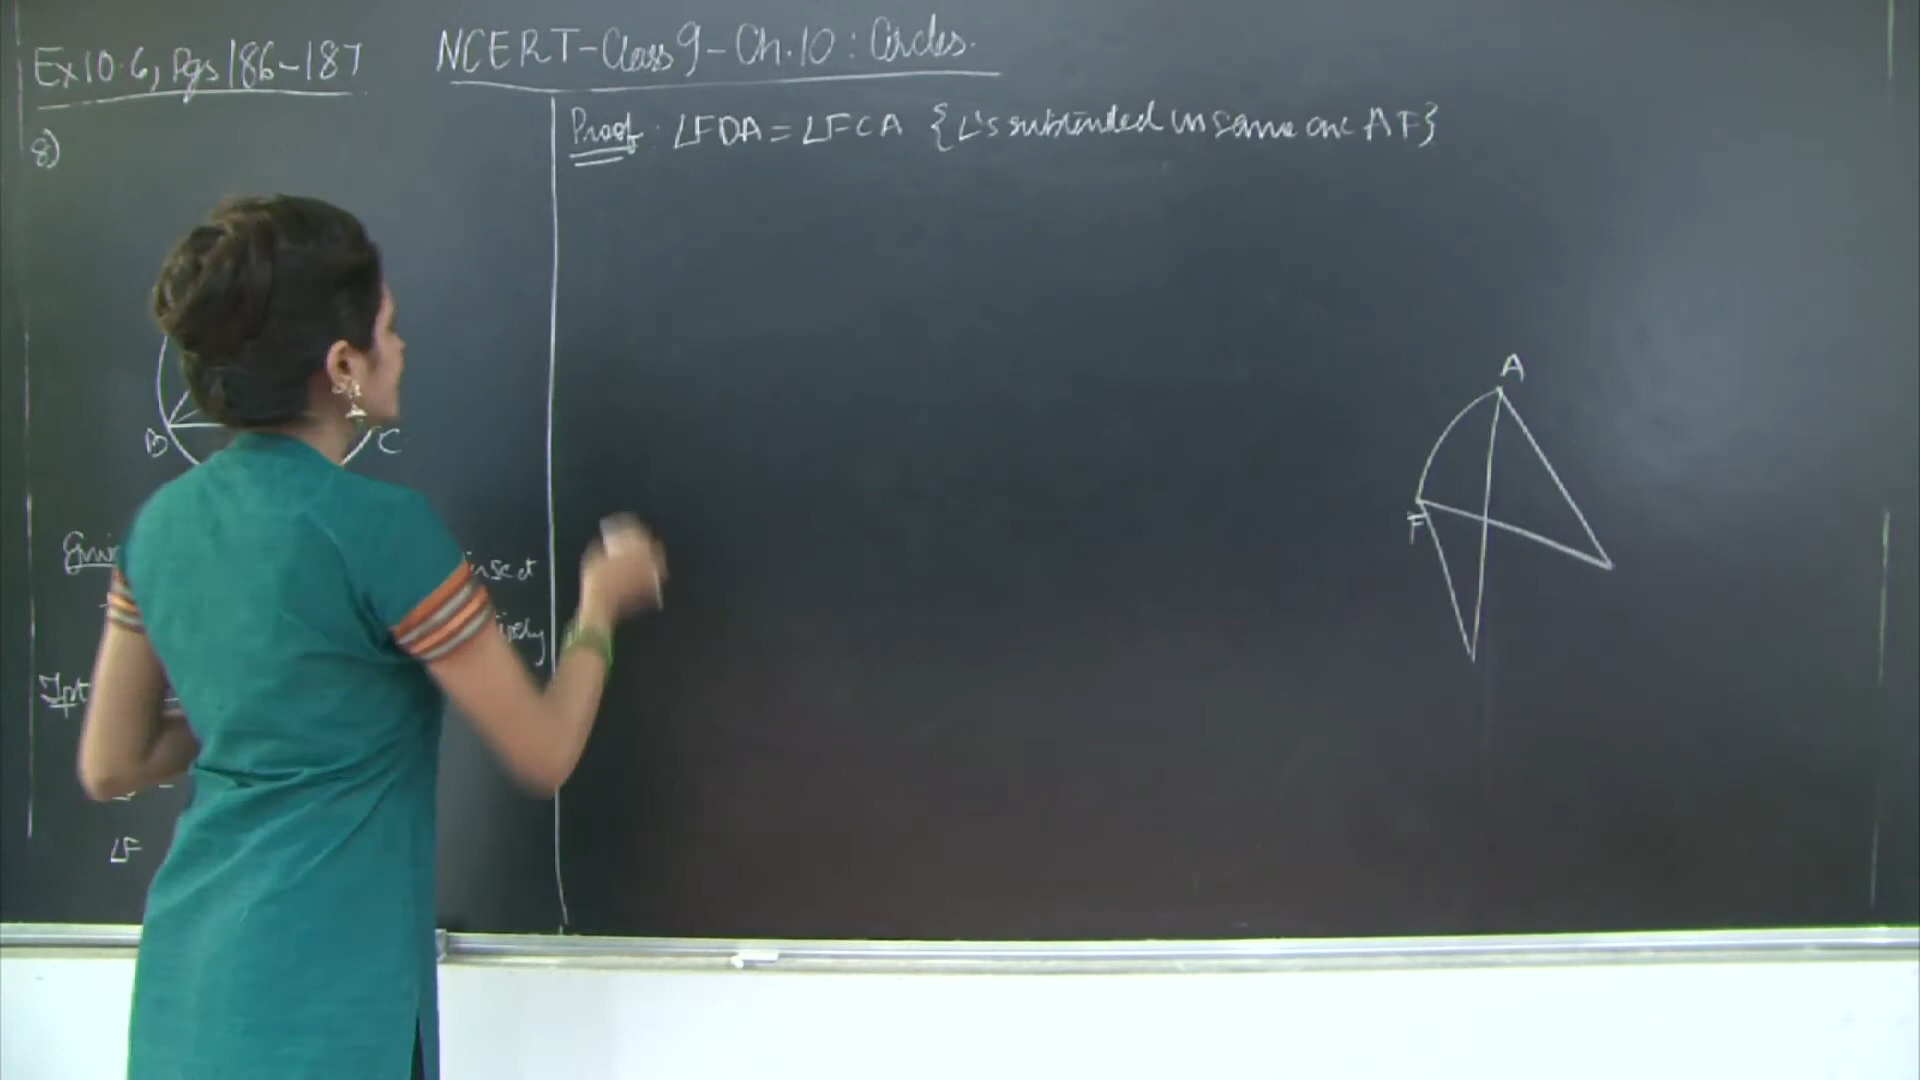 Ex 10.6, Pgs 186-187
NCERT-Class 9-Ch.10: Circles.
8)
Proof: ∠FDA = ∠FCA {∠'s subtended in same arc AF}
A
F
B
C
∠F